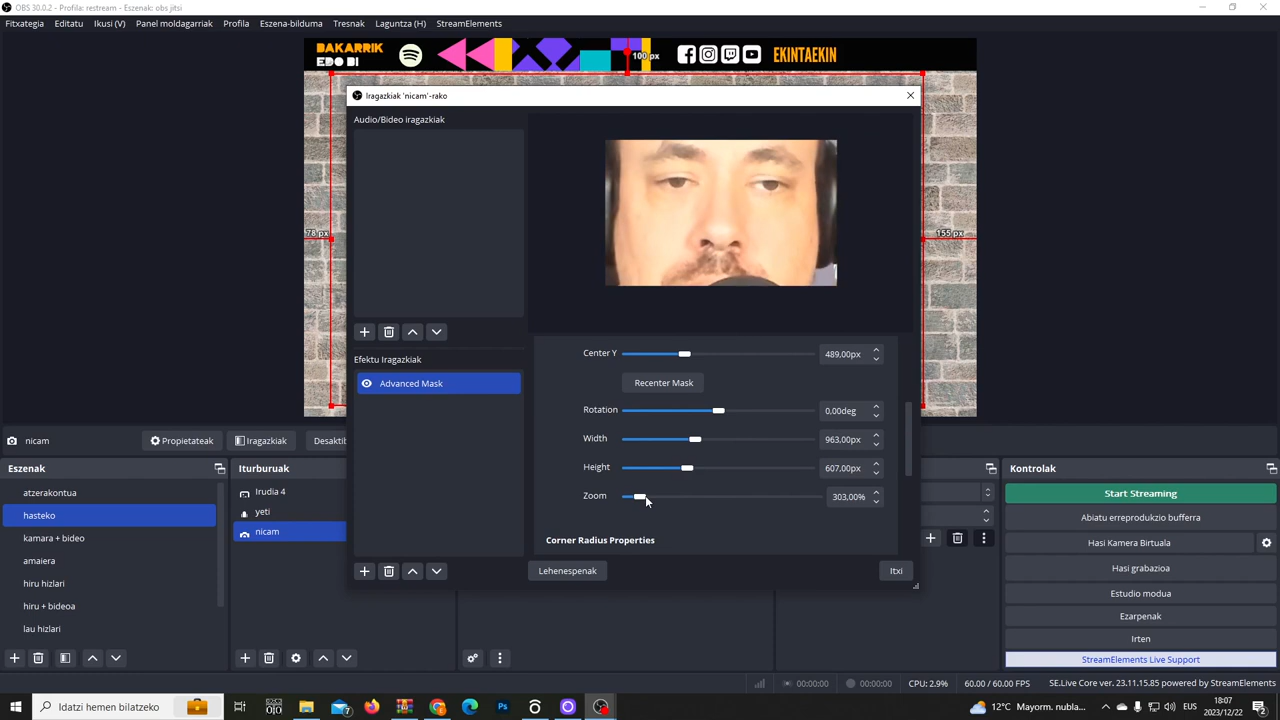 OBS 30.0.2 - Profila: restream - Eszenak: obs jitsi
Fitxategia
Editatu
Ikusi (V)
Panel moldagarriak
Profila
Eszena-bilduma
Tresnak
Laguntza (H)
StreamElements
BAKARRIK
EDO BI
100 px
EKINTAEKIN
Iragazkiak 'nicam'-rako
Audio/Bideo iragazkiak
78 px
155 px
Center Y
489,00px
Efektu Iragazkiak
Recenter Mask
Advanced Mask
Rotation
0,00deg
Width
963,00px
Height
607,00px
Zoom
303,00%
Corner Radius Properties
Lehenespenak
Itxi
nicam
Propietateak
Iragazkiak
Desaktib
Eszenak
Iturburuak
Kontrolak
atzerakontua
hasteko
kamara + bideo
amaiera
hiru hizlari
hiru + bideoa
lau hizlari
Irudia 4
yeti
nicam
Start Streaming
Abiatu erreprodukzio bufferra
Hasi Kamera Birtuala
Hasi grabazioa
Estudio modua
Ezarpenak
Irten
StreamElements Live Support
00:00:00
00:00:00
CPU: 2.9%
60.00 / 60.00 FPS
SE.Live Core ver. 23.11.15.85 powered by StreamElements
Idatzi hemen bilatzeko
12°C Mayorm. nubla...
EUS
18:07
2023/12/22